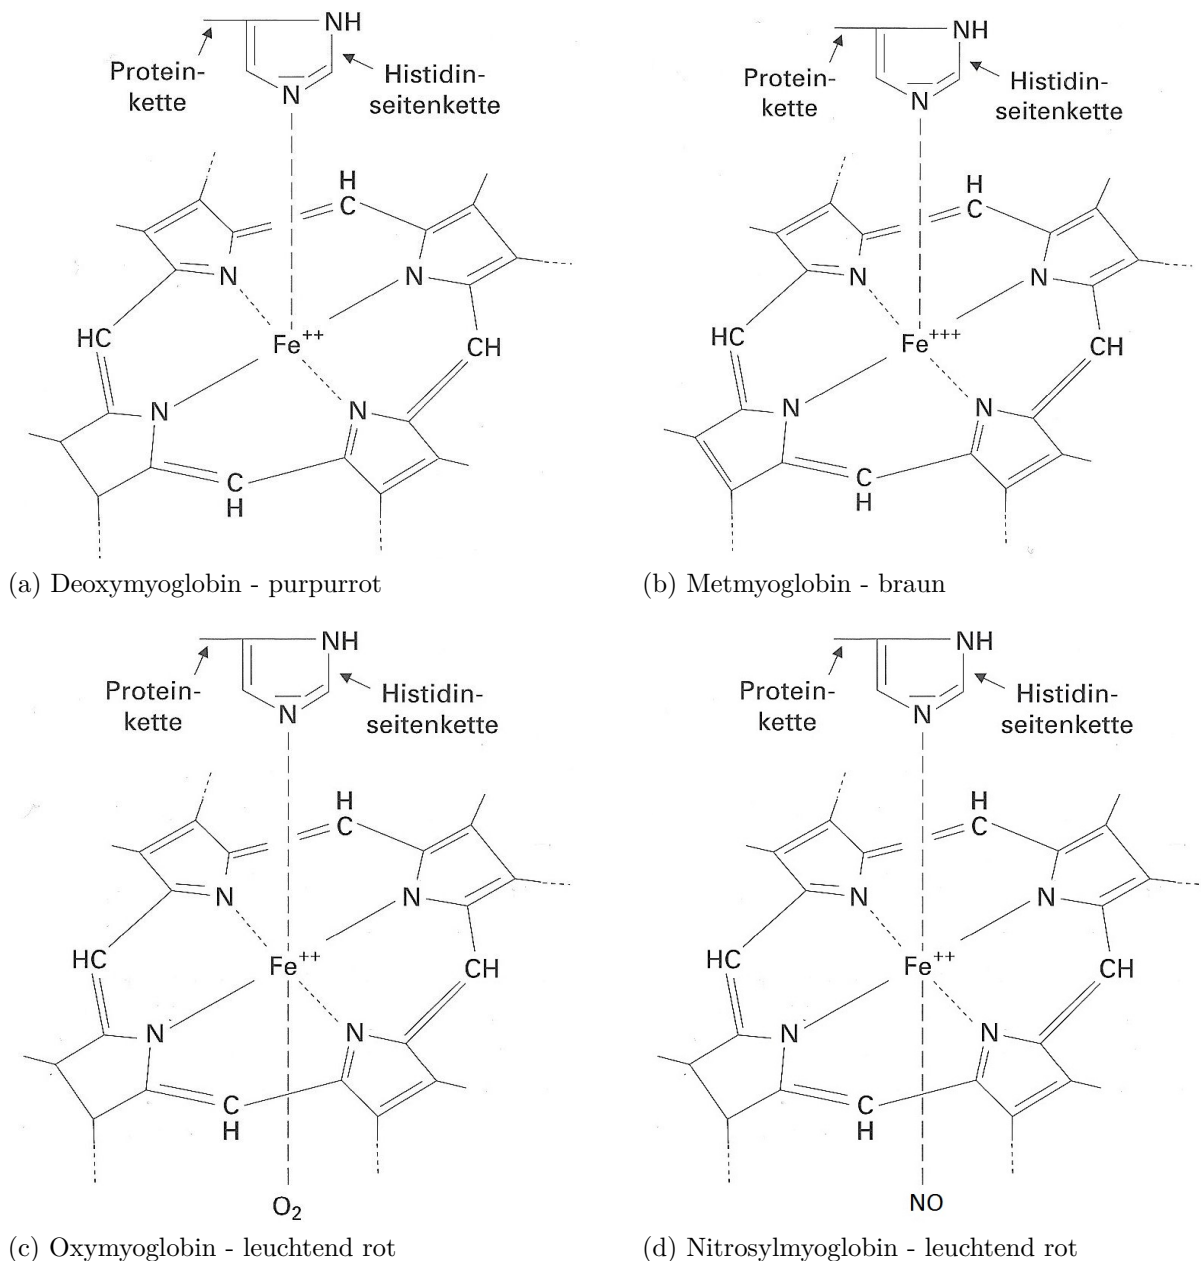 NH
Protein-
kette
Histidin-
seitenkette
N
H
C
N
N
HC
Fe++
CH
N
N
C
H
(a) Deoxymyoglobin - purpurrot
NH
Protein-
kette
Histidin-
seitenkette
N
H
C
N
N
HC
Fe+++
CH
N
N
C
H
(b) Metmyoglobin - braun
NH
Protein-
kette
Histidin-
seitenkette
N
H
C
N
N
HC
Fe++
CH
N
N
C
H
O2
(c) Oxymyoglobin - leuchtend rot
NH
Protein-
kette
Histidin-
seitenkette
N
H
C
N
N
HC
Fe++
CH
N
N
C
H
NO
(d) Nitrosylmyoglobin - leuchtend rot